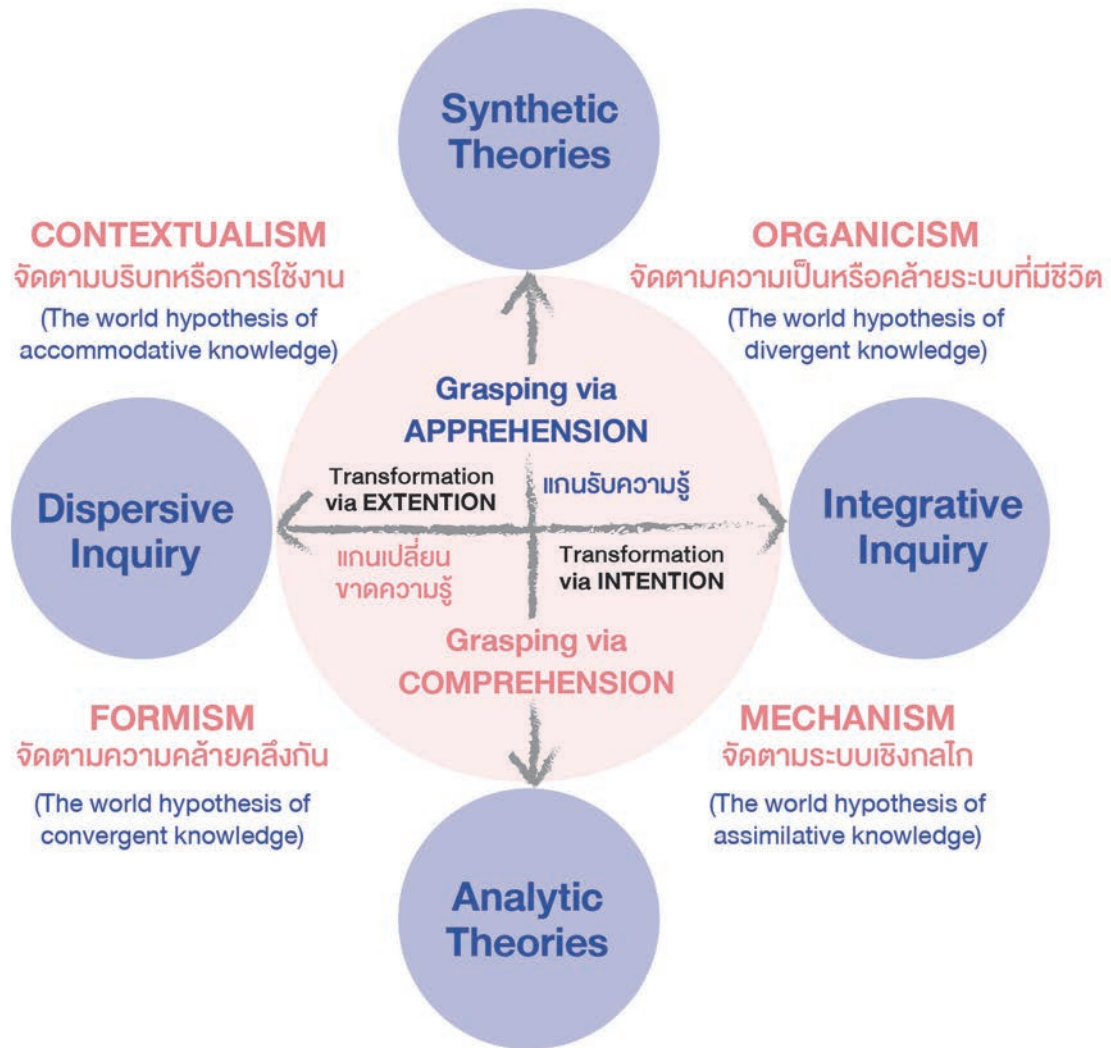 Synthetic
Theories
CONTEXTUALISM
จัดตามบริบทหรือการใช้งาน
(The world hypothesis of
accommodative knowledge)
ORGANICISM
จัดตามความเป็นหรือคล้ายระบบที่มีชีวิต
(The world hypothesis of
divergent knowledge)
Grasping via
APPREHENSION
Transformation
via EXTENTION
แกนรับความรู้
Dispersive
Inquiry
Integrative
Inquiry
แกนเปลี่ยน
ขาดความรู้
Transformation
via INTENTION
Grasping via
COMPREHENSION
FORMISM
จัดตามความคล้ายคลึงกัน
(The world hypothesis of
convergent knowledge)
MECHANISM
จัดตามระบบเชิงกลไก
(The world hypothesis of
assimilative knowledge)
Analytic
Theories